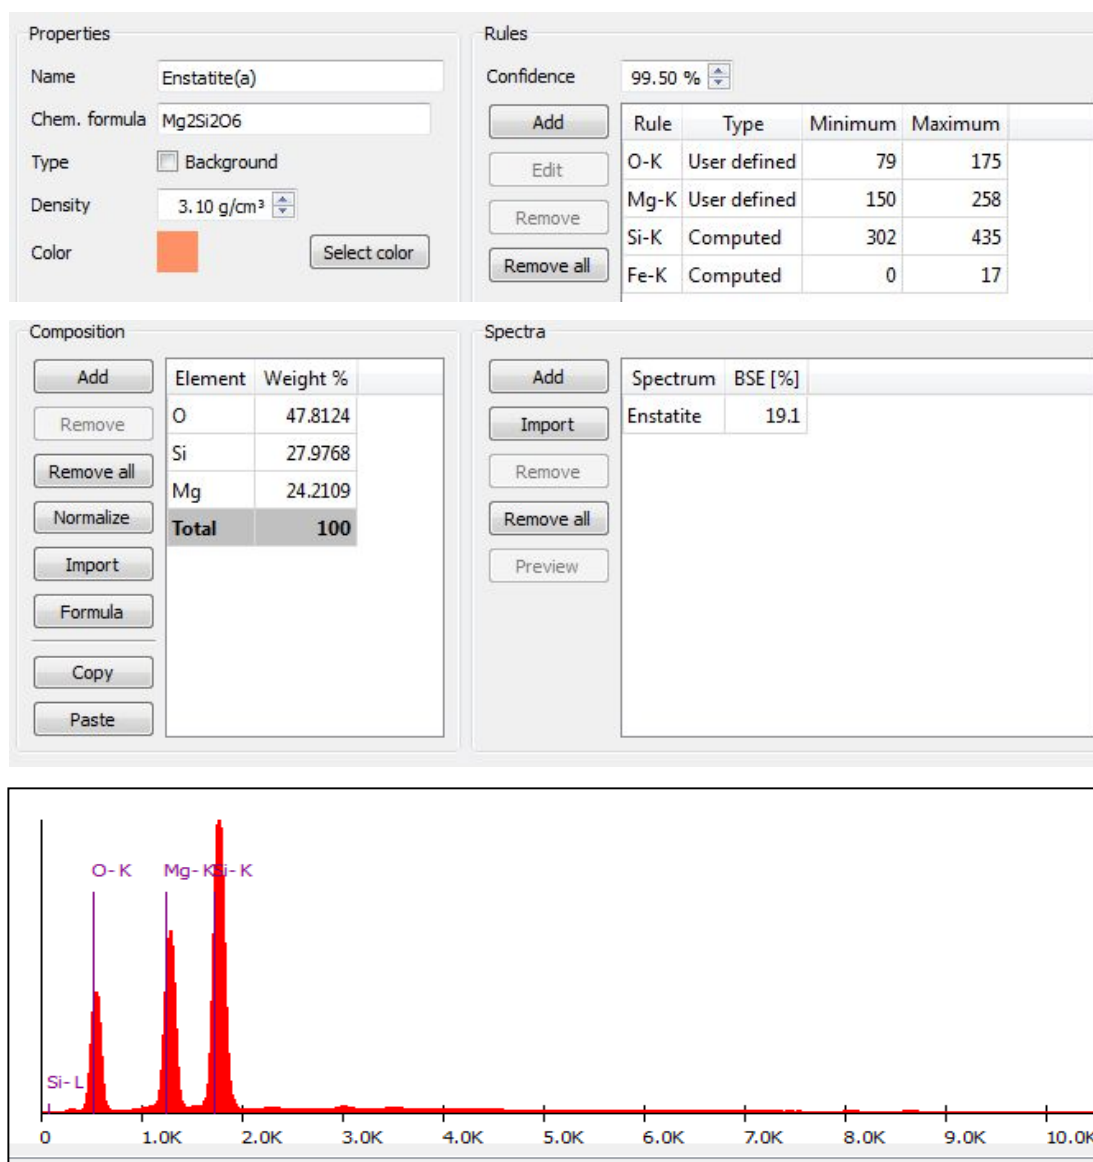 Properties
Name Enstatite(a)
Chem. formula Mg2Si2O6
Type Background
Density 3.10 g/cm³
Color Select color
Rules
Confidence 99.50 %
Add
Edit
Remove
Remove all
Rule Type Minimum Maximum
O-K User defined 79 175
Mg-K User defined 150 258
Si-K Computed 302 435
Fe-K Computed 0 17
Composition
Add
Remove
Remove all
Normalize
Import
Formula
Copy
Paste
Element Weight %
O 47.8124
Si 27.9768
Mg 24.2109
Total 100
Spectra
Add
Import
Remove
Remove all
Preview
Spectrum BSE [%]
Enstatite 19.1
O-K Mg-K Si-K
Si-L
0 1.0K 2.0K 3.0K 4.0K 5.0K 6.0K 7.0K 8.0K 9.0K 10.0K